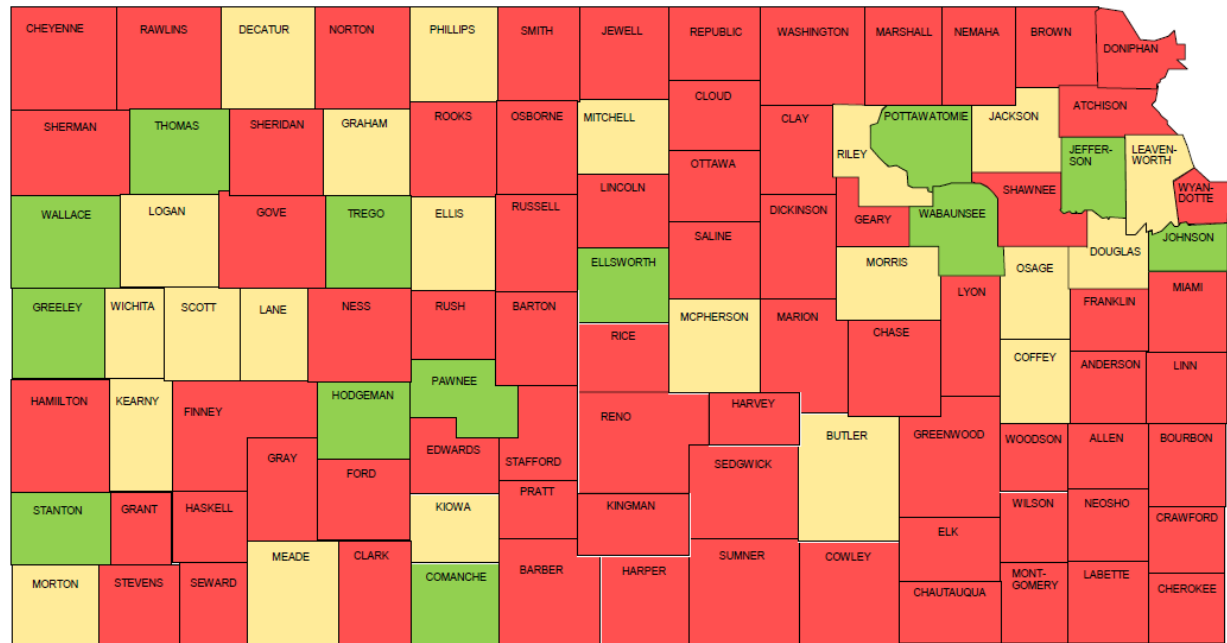 CHEYENNE
RAWLINS
DECATUR
NORTON
PHILLIPS
SMITH
JEWELL
REPUBLIC
WASHINGTON
MARSHALL
NEMAHA
BROWN
DONIPHAN
SHERMAN
THOMAS
SHERIDAN
GRAHAM
ROOKS
OSBORNE
MITCHELL
CLOUD
CLAY
RILEY
POTTAWATOMIE
JACKSON
ATCHISON
JEFFER-
SON
LEAVEN-
WORTH
WYAN-
DOTTE
WALLACE
LOGAN
GOVE
TREGO
ELLIS
RUSSELL
LINCOLN
OTTAWA
SALINE
DICKINSON
GEARY
WABAUNSEE
SHAWNEE
DOUGLAS
JOHNSON
ELLSWORTH
MORRIS
OSAGE
GREELEY
WICHITA
SCOTT
LANE
NESS
RUSH
BARTON
RICE
MCPHERSON
MARION
CHASE
LYON
FRANKLIN
MIAMI
COFFEY
ANDERSON
LINN
HAMIILTON
KEARNY
FINNEY
HODGEMAN
PAWNEE
EDWARDS
STAFFORD
RENO
HARVEY
BUTLER
GREENWOOD
WOODSON
ALLEN
BOURBON
GRAY
FORD
SEDGWICK
STANTON
GRANT
HASKELL
KIOWA
PRATT
KINGMAN
ELK
WILSON
NEOSHO
CRAWFORD
MORTON
STEVENS
SEWARD
MEADE
CLARK
COMANCHE
BARBER
HARPER
SUMNER
COWLEY
CHAUTAUQUA
MONT-
GOMERY
LABETTE
CHEROKEE